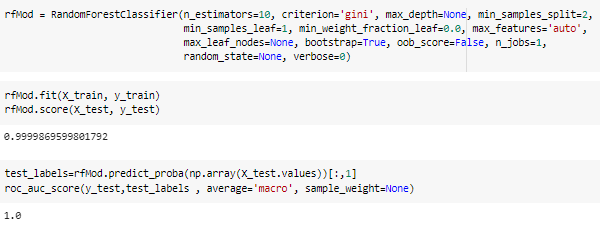 rfMod = RandomForestClassifier(n_estimators=10, criterion='gini', max_depth=None, min_samples_split=2,
min_samples_leaf=1, min_weight_fraction_leaf=0.0, max_features='auto',
max_leaf_nodes=None, bootstrap=True, oob_score=False, n_jobs=1,
random_state=None, verbose=0)
rfMod.fit(X_train, y_train)
rfMod.score(X_test, y_test)
0.9999869599801792
test_labels=rfMod.predict_proba(np.array(X_test.values))[:,1]
roc_auc_score(y_test,test_labels , average='macro', sample_weight=None)
1.0